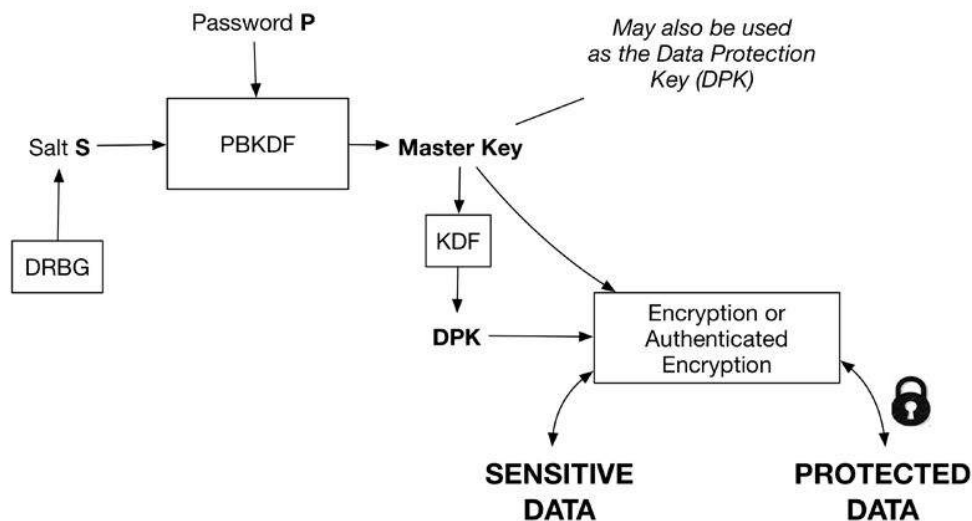 Password P
May also be used
as the Data Protection
Key (DPK)
Salt S
PBKDF
Master Key
DRBG
KDF
DPK
Encryption or
Authenticated
Encryption
SENSITIVE
DATA
PROTECTED
DATA